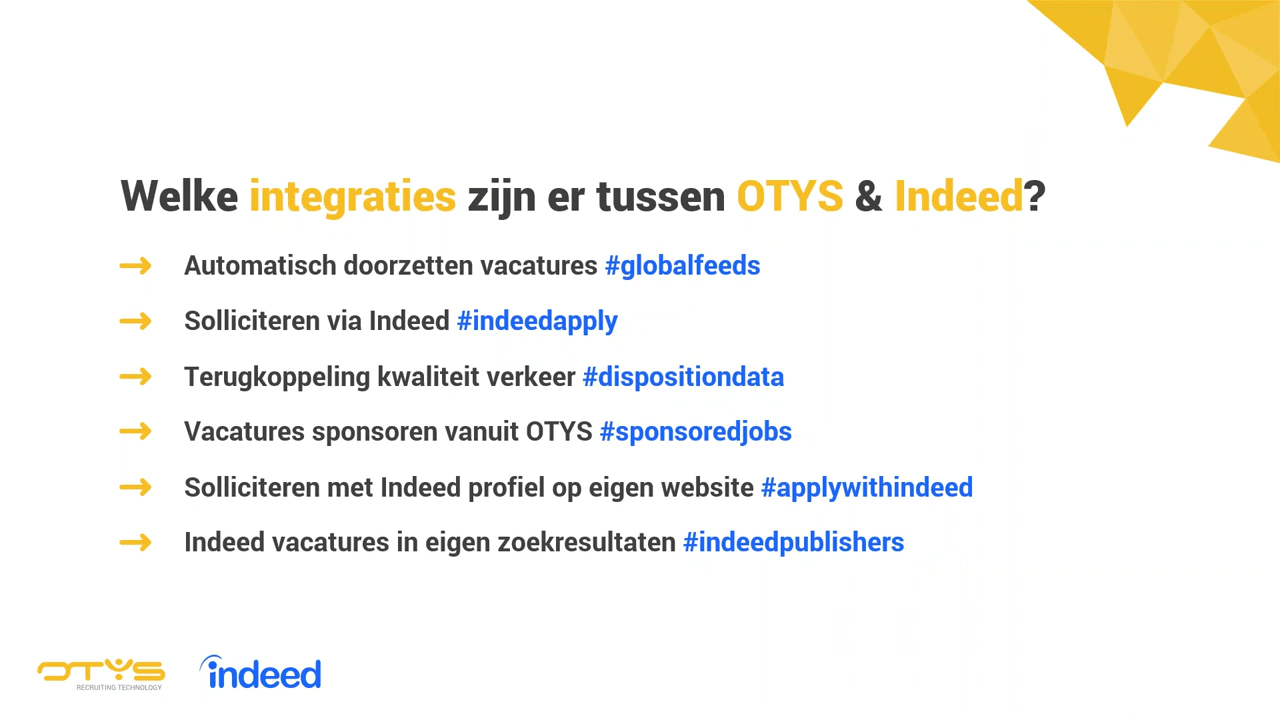 Welke integraties zijn er tussen OTYS & Indeed?
→ Automatisch doorzetten vacatures #globalfeeds
→ Solliciteren via Indeed #indeedapply
→ Terugkoppeling kwaliteit verkeer #dispositiondata
→ Vacatures sponsoren vanuit OTYS #sponsoredjobs
→ Solliciteren met Indeed profiel op eigen website #applywithindeed
→ Indeed vacatures in eigen zoekresultaten #indeedpublishers
OTYS
RECRUITING TECHNOLOGY
indeed